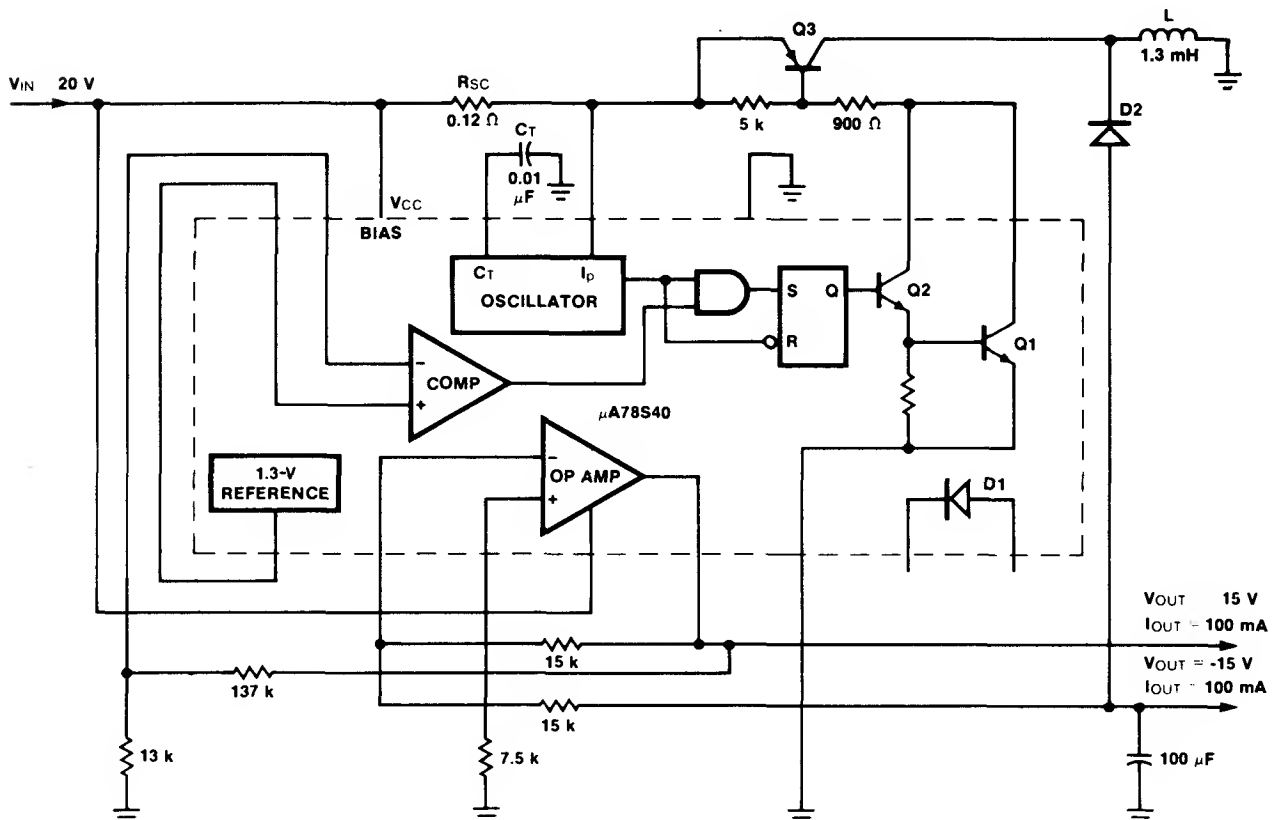 Q3
L
1.3 mH
VIN 20 V
RSC
0.12 Ω
5 k
900 Ω
D2
CT
0.01
μF
VCC
BIAS
CT
Ip
OSCILLATOR
S
Q
R
Q2
Q1
−
COMP
+
μA78S40
−
OP AMP
+
1.3-V
REFERENCE
D1
VOUT 15 V
IOUT = 100 mA
15 k
VOUT = -15 V
IOUT = 100 mA
137 k
15 k
13 k
7.5 k
100 μF